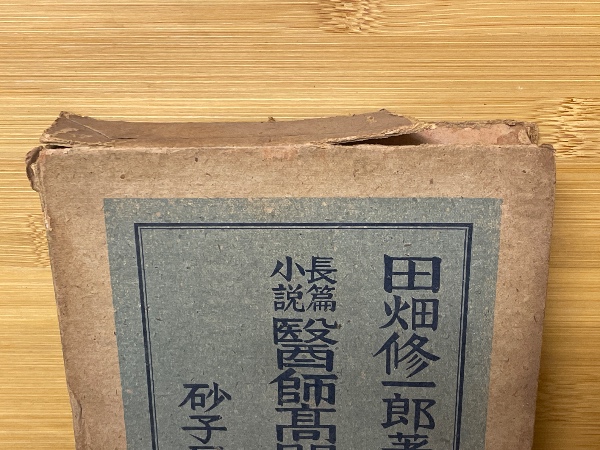 田畑修一郎著
長篇
小説
醫師高
砂子